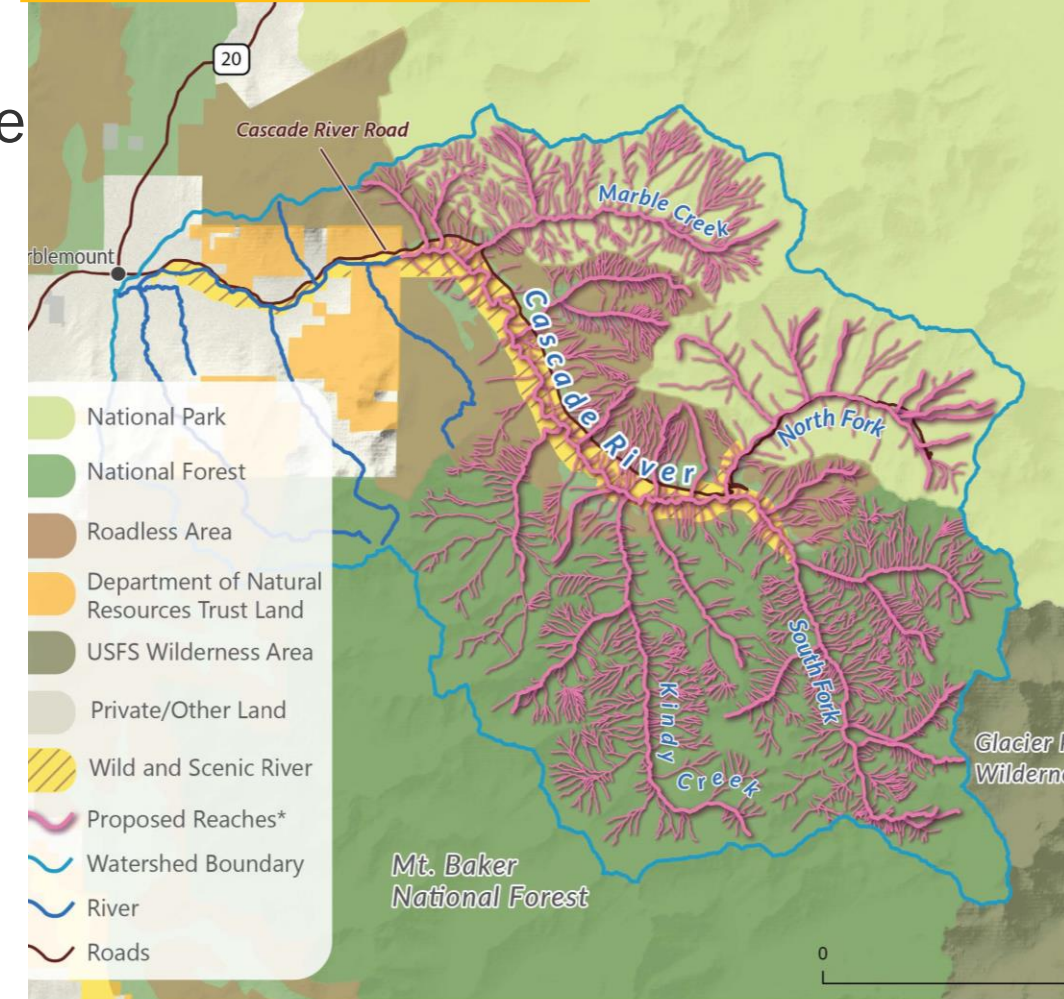 e
20
Cascade River Road
Marble Creek
rblemount
Cascade River
North Fork
National Park
National Forest
Roadless Area
Department of Natural
Resources Trust Land
USFS Wilderness Area
Private/Other Land
Wild and Scenic River
Proposed Reaches*
Watershed Boundary
River
Roads
South Fork
Kindy Creek
Glacier
Wilderne
Mt. Baker
National Forest
0